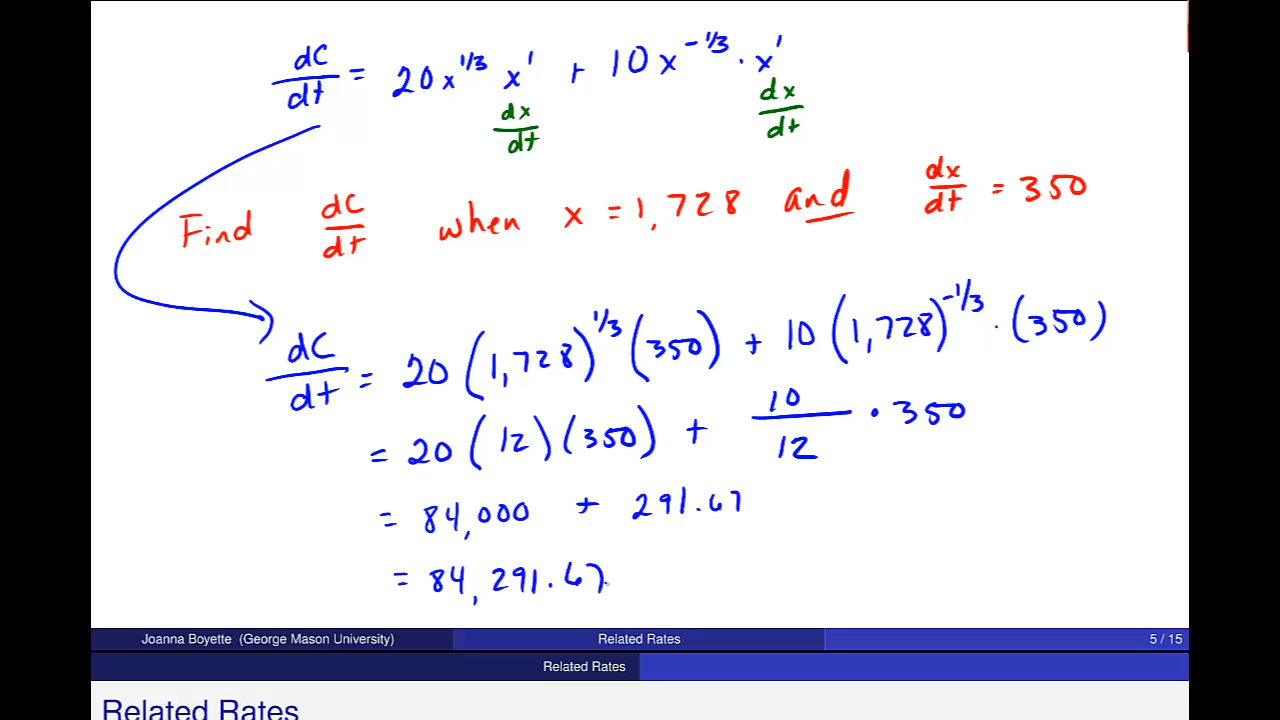 dC/dt = 20x^1/3 x' + 10x^-1/3 · x'
dx/dt dx/dt
Find dC/dt when x = 1,728 and dx/dt = 350
dC/dt = 20 (1,728)^1/3 (350) + 10 (1,728)^-1/3 · (350)
= 20 (12)(350) + 10/12 · 350
= 84,000 + 291.67
= 84,291.67
Joanna Boyette (George Mason University) Related Rates 5 / 15
Related Rates
Related Rates